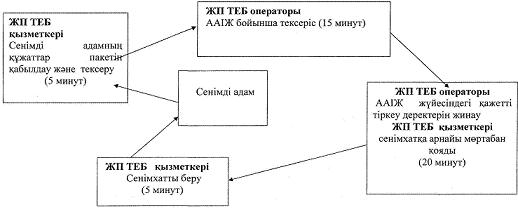 ЖП ТЕБ
қызметкері
Сенімді адамның
құжаттар пакетін
қабылдау және тексеру
(5 минут)
ЖП ТЕБ операторы
ААІЖ бойынша тексеріс (15 минут)
ЖП ТЕБ операторы
ААІЖ жүйесіндегі қажетті
тіркеу деректерін жинау
ЖП ТЕБ қызметкері
сенімхатқа арнайы мөртабан
қояды
(20 минут)
Сенімді адам
ЖП ТЕБ қызметкері
Сенімхатты беру
(5 минут)